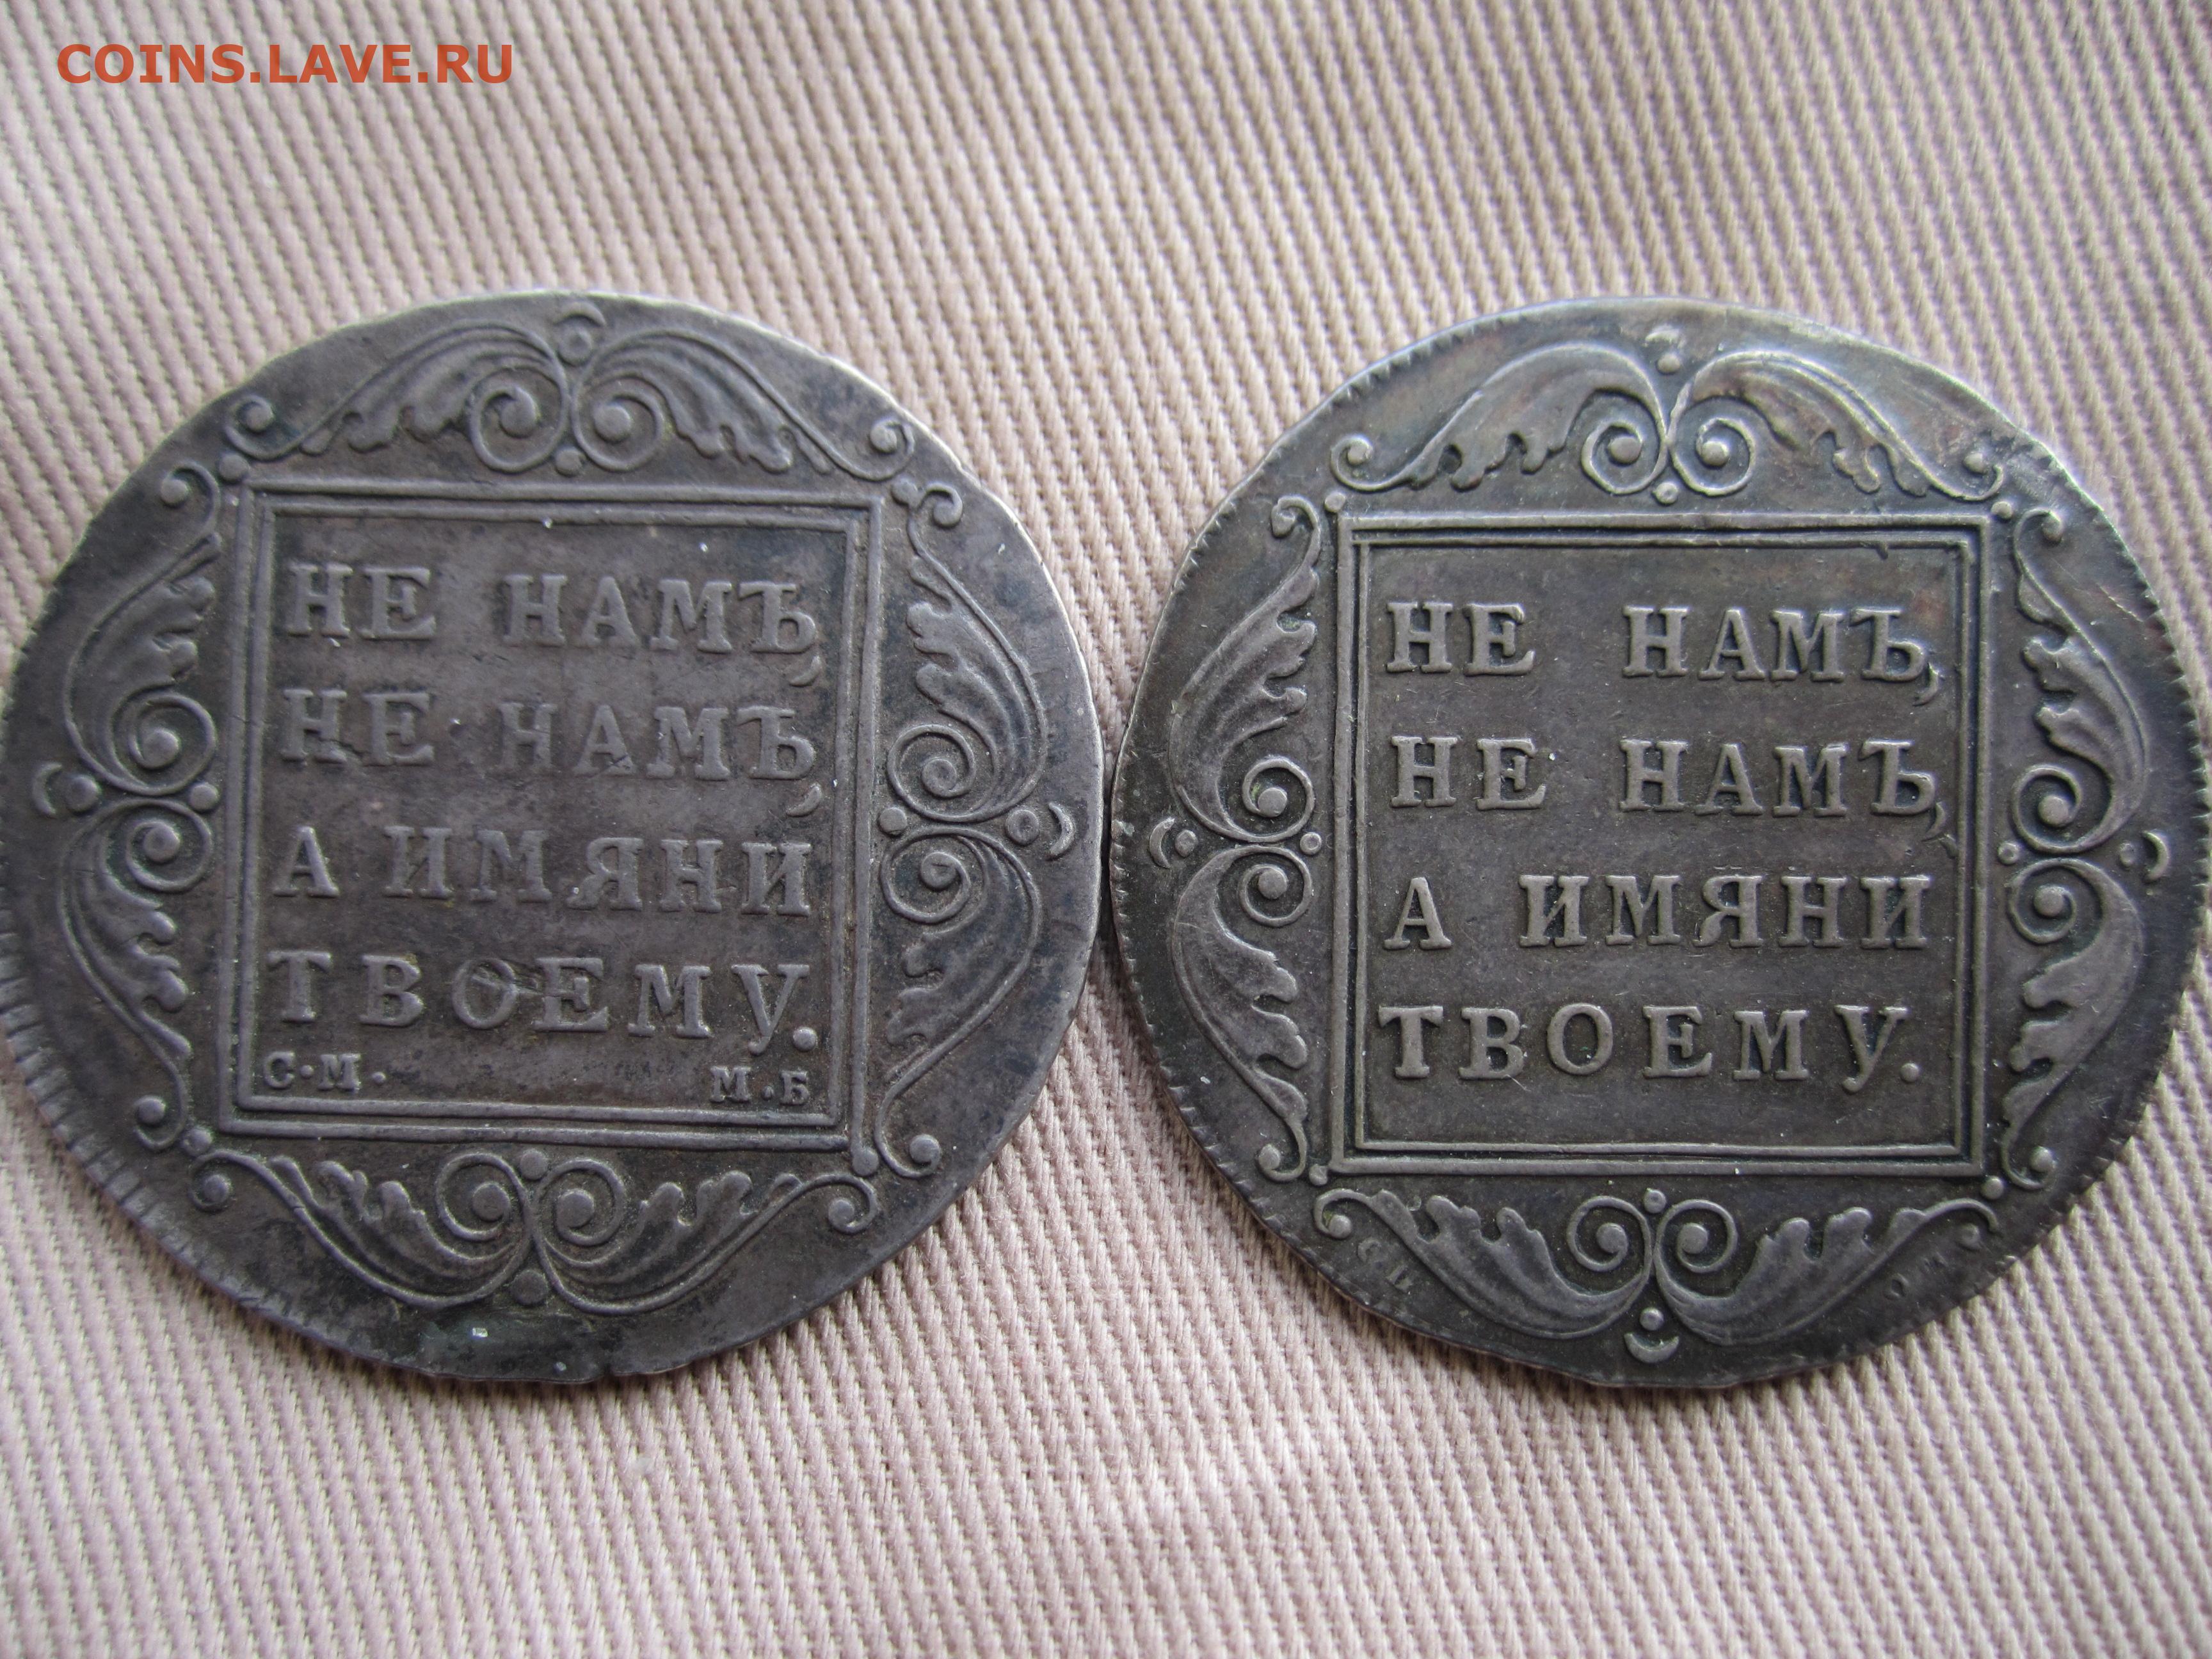 COINS.LAVE.RU
НЕ НАМЪ,
НЕ НАМЪ,
А ИМЯНИ
ТВОЕМУ.
С·М· М·Б
НЕ НАМЪ,
НЕ НАМЪ,
А ИМЯНИ
ТВОЕМУ.